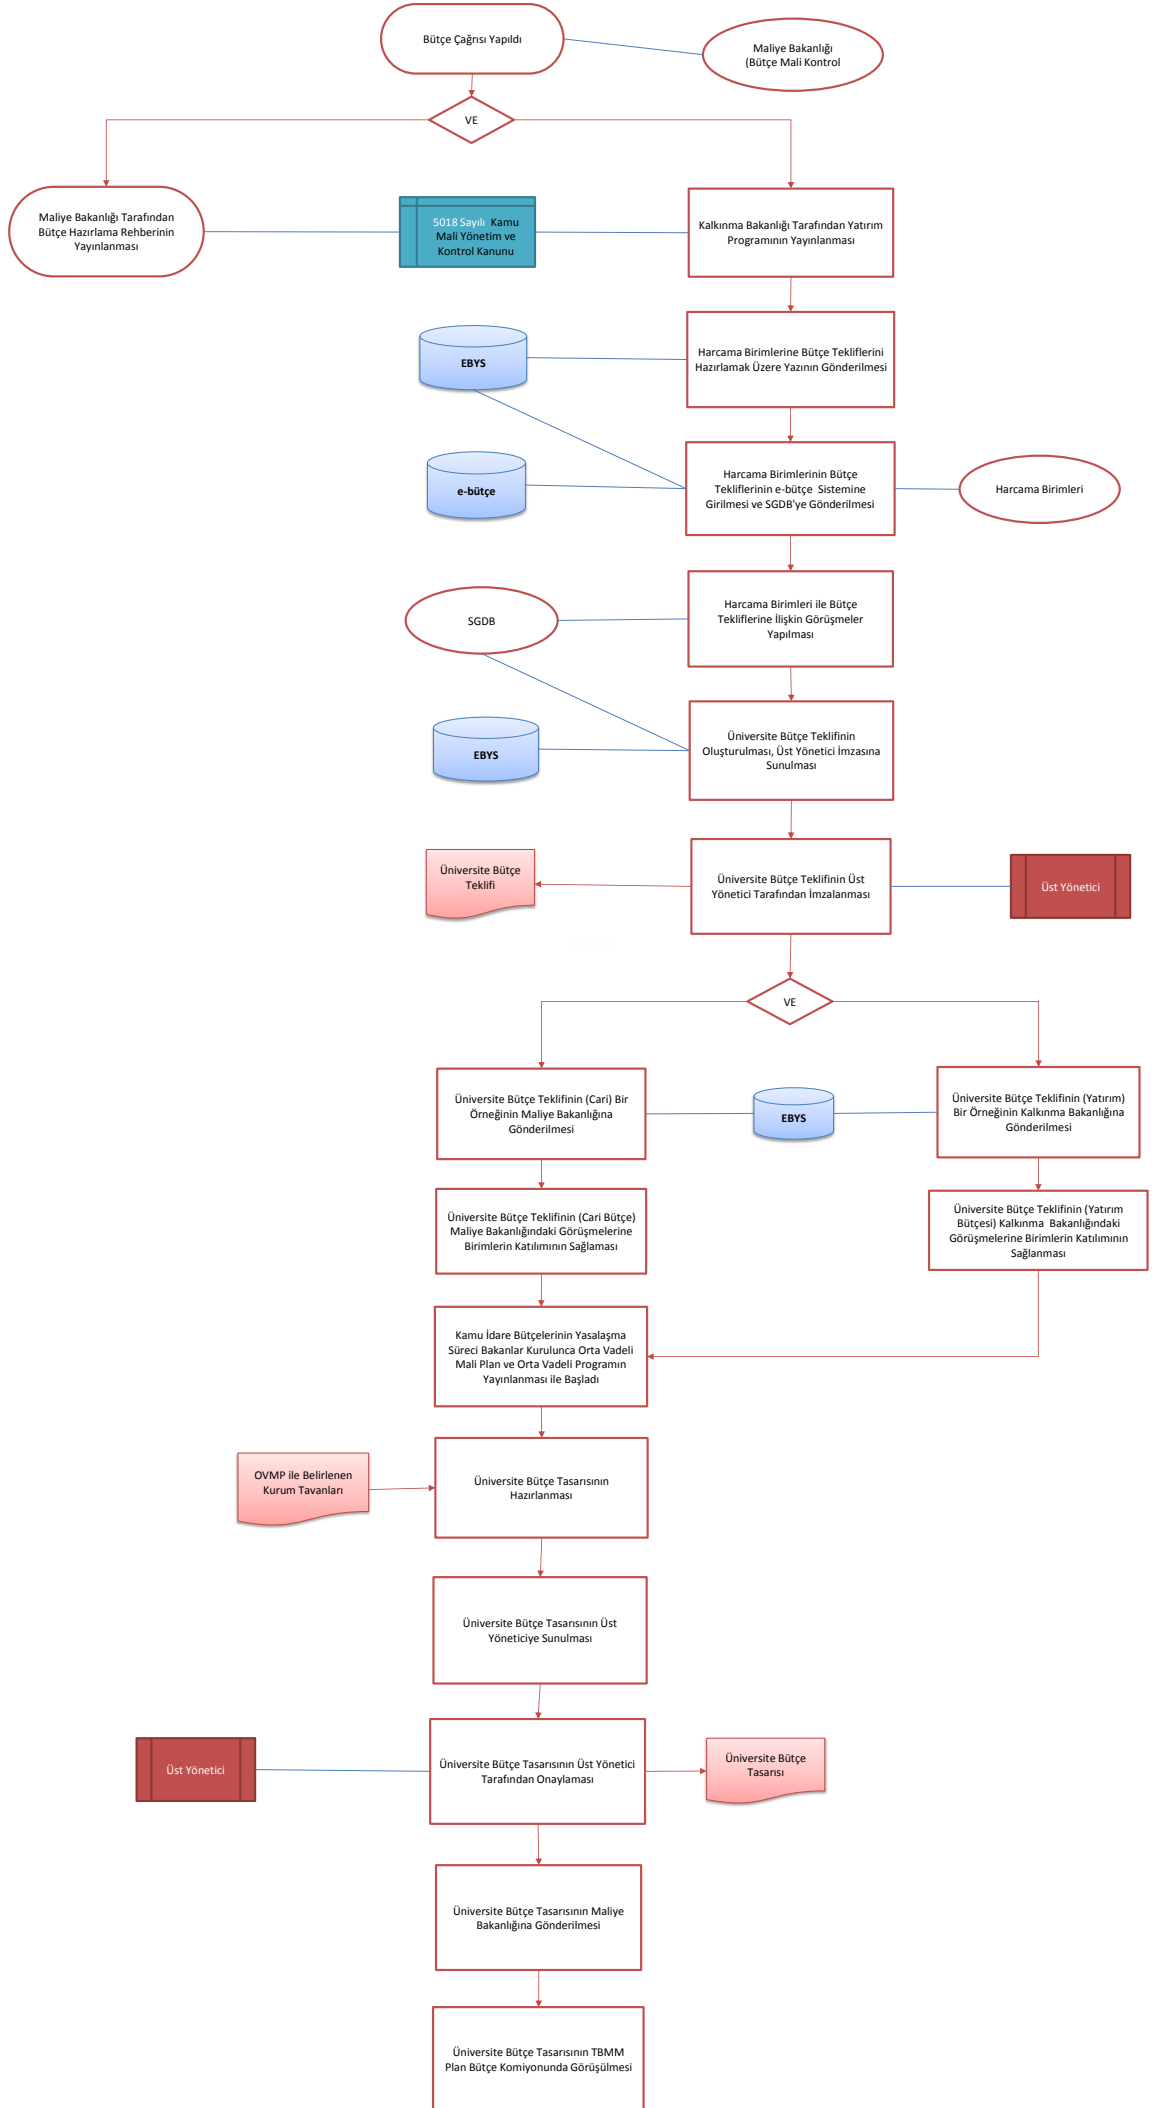 Bütçe Çağrısı Yapıldı
Maliye Bakanlığı
(Bütçe Mali Kontrol
VE
Maliye Bakanlığı Tarafından
Bütçe Hazırlama Rehberinin
Yayınlanması
5018 Sayılı Kamu
Mali Yönetim ve
Kontrol Kanunu
Kalkınma Bakanlığı Tarafından Yatırım
Programının Yayınlanması
EBYS
Harcama Birimlerine Bütçe Tekliflerini
Hazırlamak Üzere Yazının Gönderilmesi
e-bütçe
Harcama Birimlerinin Bütçe
Tekliflerinin e-bütçe Sistemine
Girilmesi ve SGDB'ye Gönderilmesi
Harcama Birimleri
SGDB
Harcama Birimleri ile Bütçe
Tekliflerine İlişkin Görüşmeler
Yapılması
EBYS
Üniversite Bütçe Teklifinin
Oluşturulması, Üst Yönetici İmzasına
Sunulması
Üniversite Bütçe
Teklifi
Üniversite Bütçe Teklifinin Üst
Yönetici Tarafından İmzalanması
Üst Yönetici
VE
Üniversite Bütçe Teklifinin (Cari) Bir
Örneğinin Maliye Bakanlığına
Gönderilmesi
EBYS
Üniversite Bütçe Teklifinin (Yatırım)
Bir Örneğinin Kalkınma Bakanlığına
Gönderilmesi
Üniversite Bütçe Teklifinin (Cari Bütçe)
Maliye Bakanlığındaki Görüşmelerine
Birimlerin Katılımının Sağlaması
Üniversite Bütçe Teklifinin (Yatırım
Bütçesi) Kalkınma Bakanlığındaki
Görüşmelerine Birimlerin Katılımının
Sağlanması
Kamu İdare Bütçelerinin Yasalaşma
Süreci Bakanlar Kurulunca Orta Vadeli
Mali Plan ve Orta Vadeli Programın
Yayınlanması ile Başladı
OVMP ile Belirlenen
Kurum Tavanları
Üniversite Bütçe Tasarısının
Hazırlanması
Üniversite Bütçe Tasarısının Üst
Yöneticiye Sunulması
Üst Yönetici
Üniversite Bütçe Tasarısının Üst Yönetici
Tarafından Onaylaması
Üniversite Bütçe
Tasarısı
Üniversite Bütçe Tasarısının Maliye
Bakanlığına Gönderilmesi
Üniversite Bütçe Tasarısının TBMM
Plan Bütçe Komiyonunda Görüşülmesi